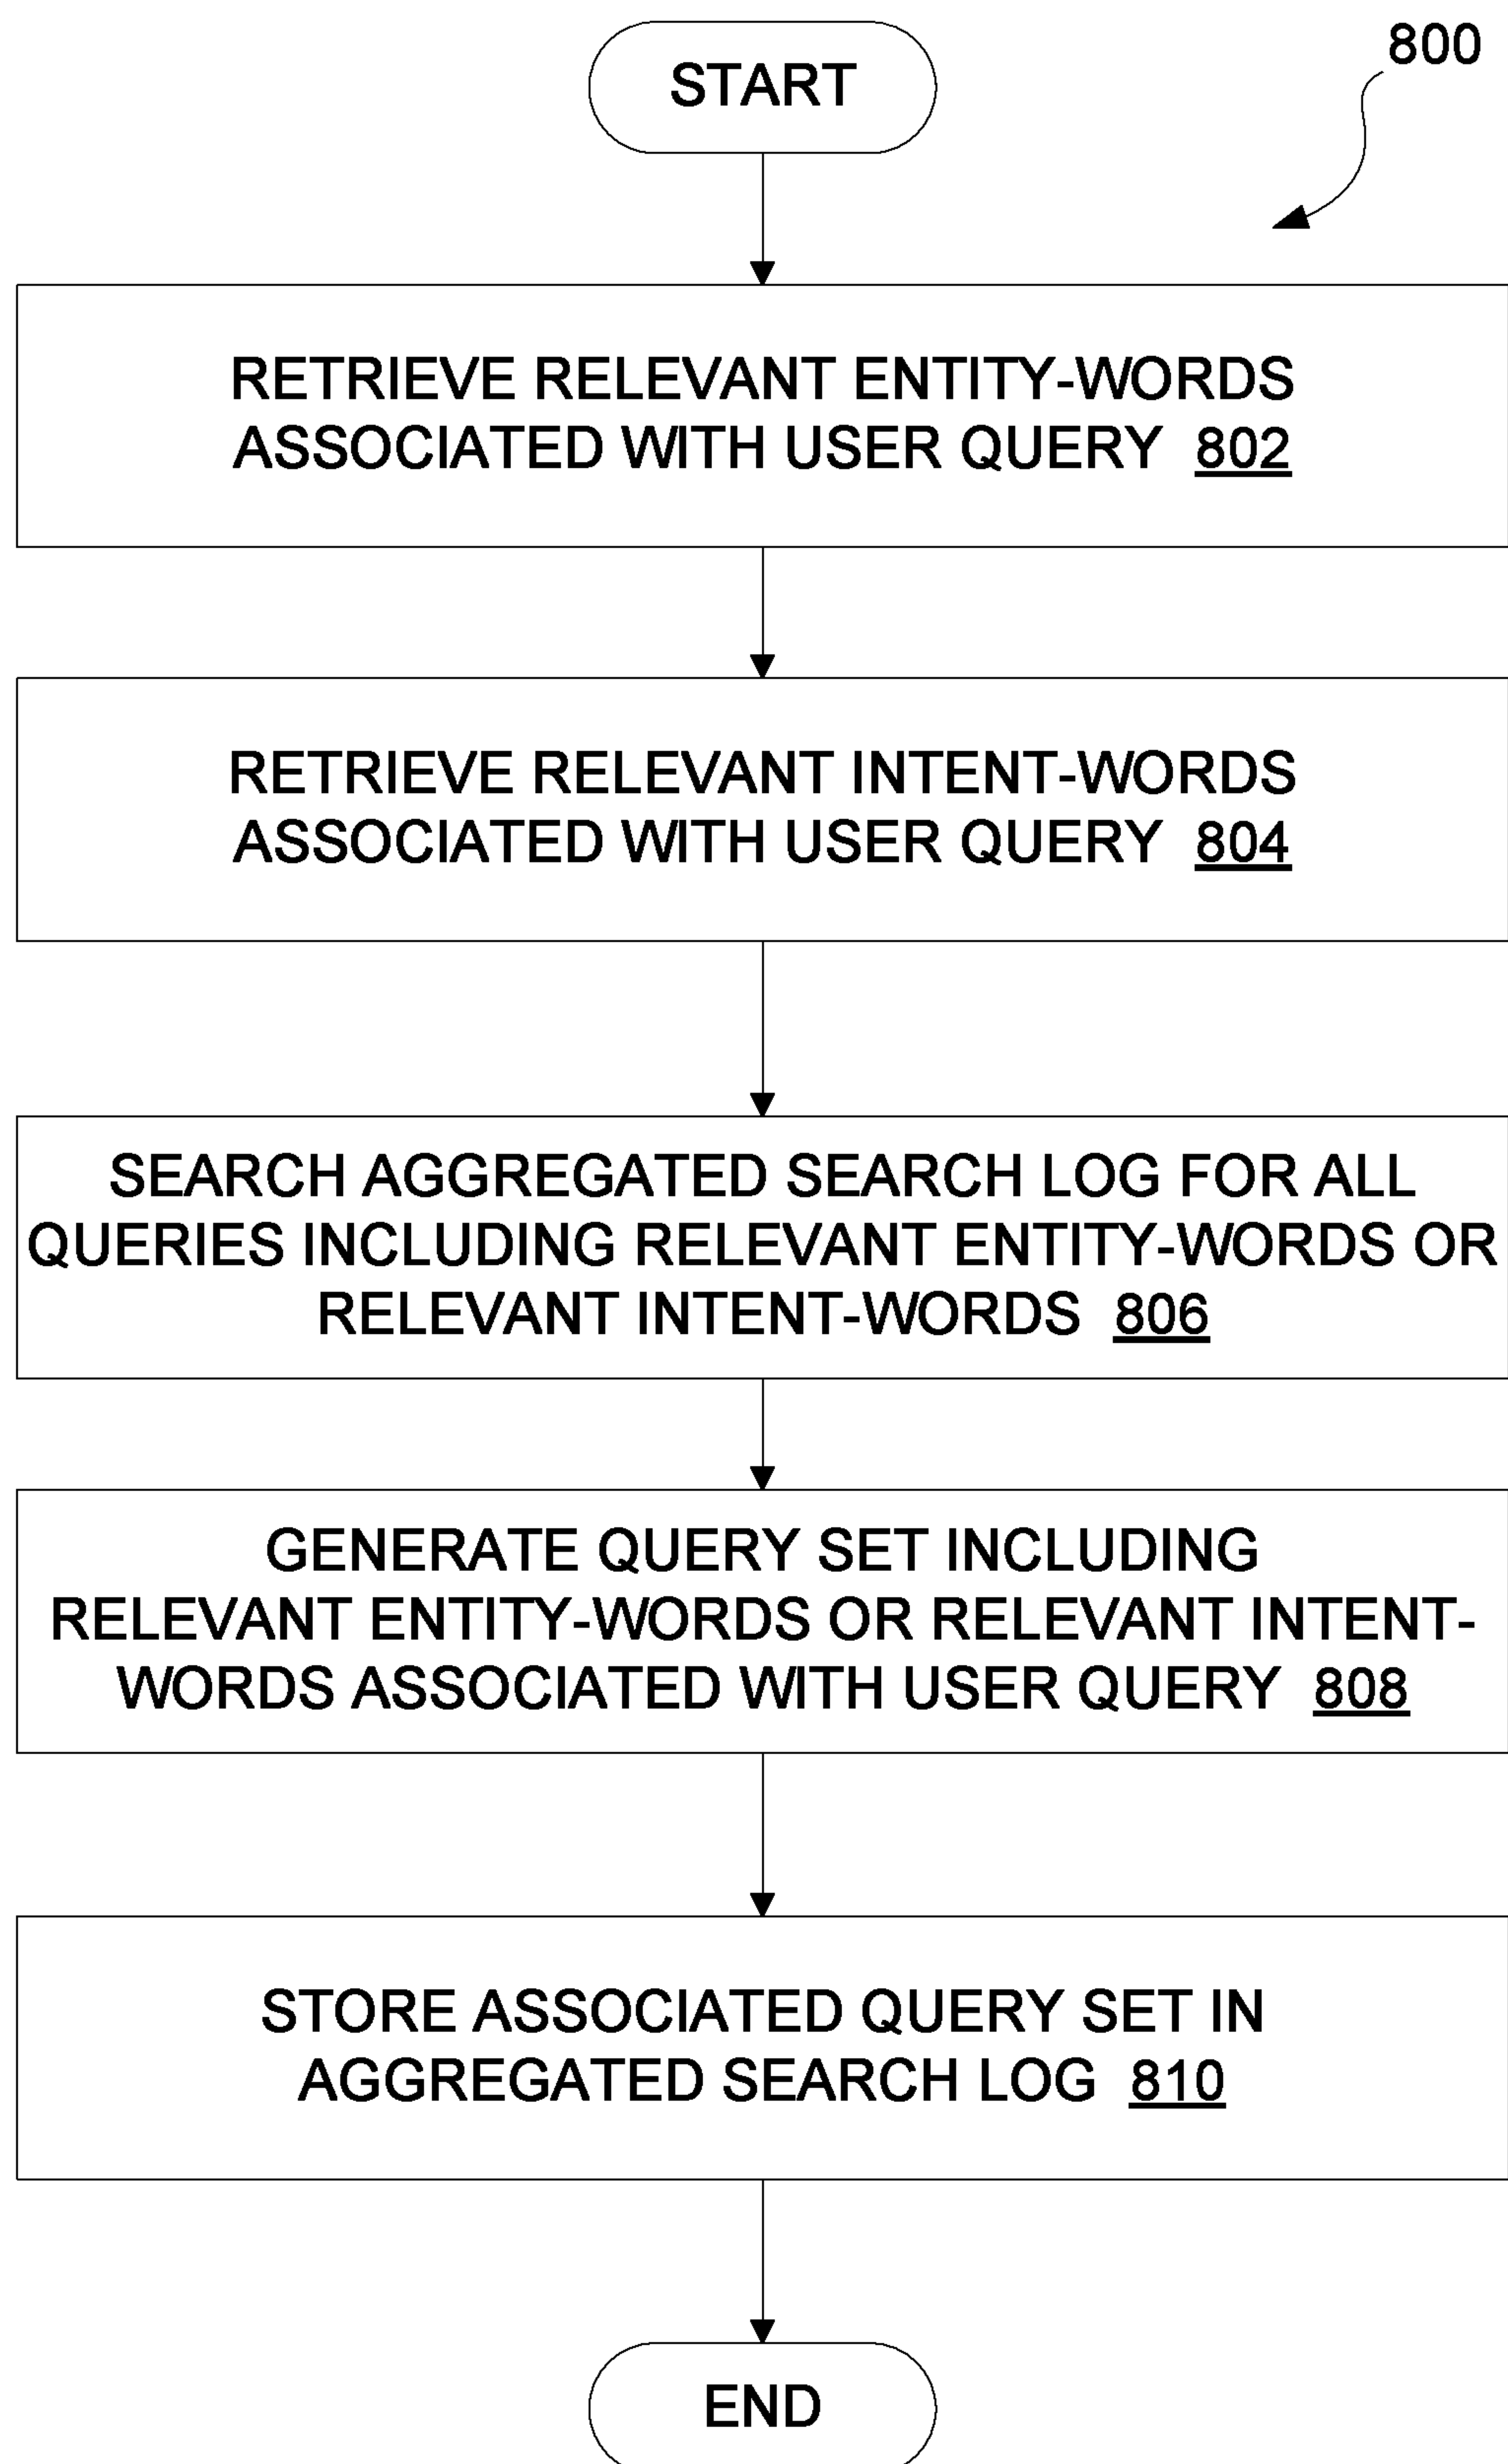 START
800
RETRIEVE RELEVANT ENTITY-WORDS
ASSOCIATED WITH USER QUERY 802
RETRIEVE RELEVANT INTENT-WORDS
ASSOCIATED WITH USER QUERY 804
SEARCH AGGREGATED SEARCH LOG FOR ALL
QUERIES INCLUDING RELEVANT ENTITY-WORDS OR
RELEVANT INTENT-WORDS 806
GENERATE QUERY SET INCLUDING
RELEVANT ENTITY-WORDS OR RELEVANT INTENT-
WORDS ASSOCIATED WITH USER QUERY 808
STORE ASSOCIATED QUERY SET IN
AGGREGATED SEARCH LOG 810
END